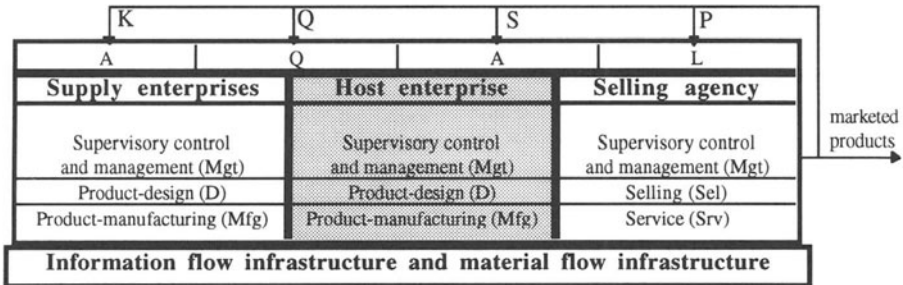 K Q S P
A Q A L
Supply enterprises Host enterprise Selling agency
marketed
products
Supervisory control Supervisory control Supervisory control
and management (Mgt) and management (Mgt) and management (Mgt)
Product-design (D) Product-design (D) Selling (Sel)
Product-manufacturing (Mfg) Product-manufacturing (Mfg) Service (Srv)
Information flow infrastructure and material flow infrastructure